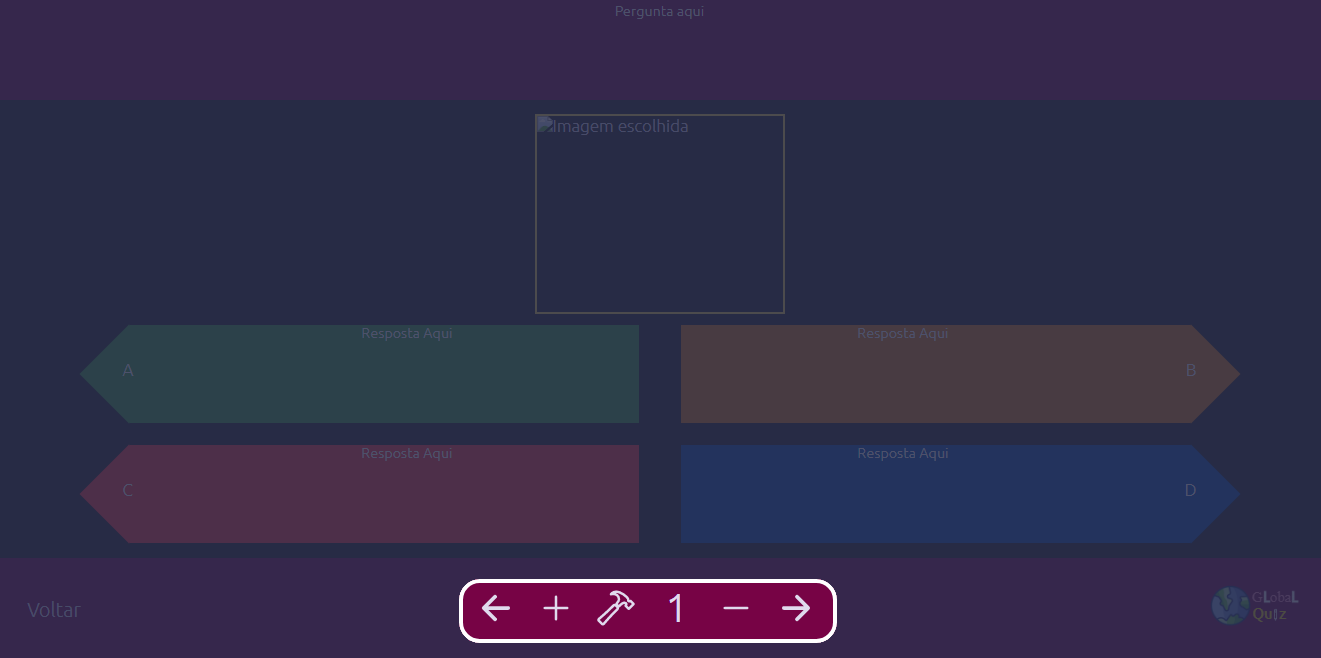 Pergunta aqui
Imagem escolhida
Resposta Aqui
A
Resposta Aqui
B
Resposta Aqui
C
Resposta Aqui
D
Voltar
1
GLobaL
Quiz